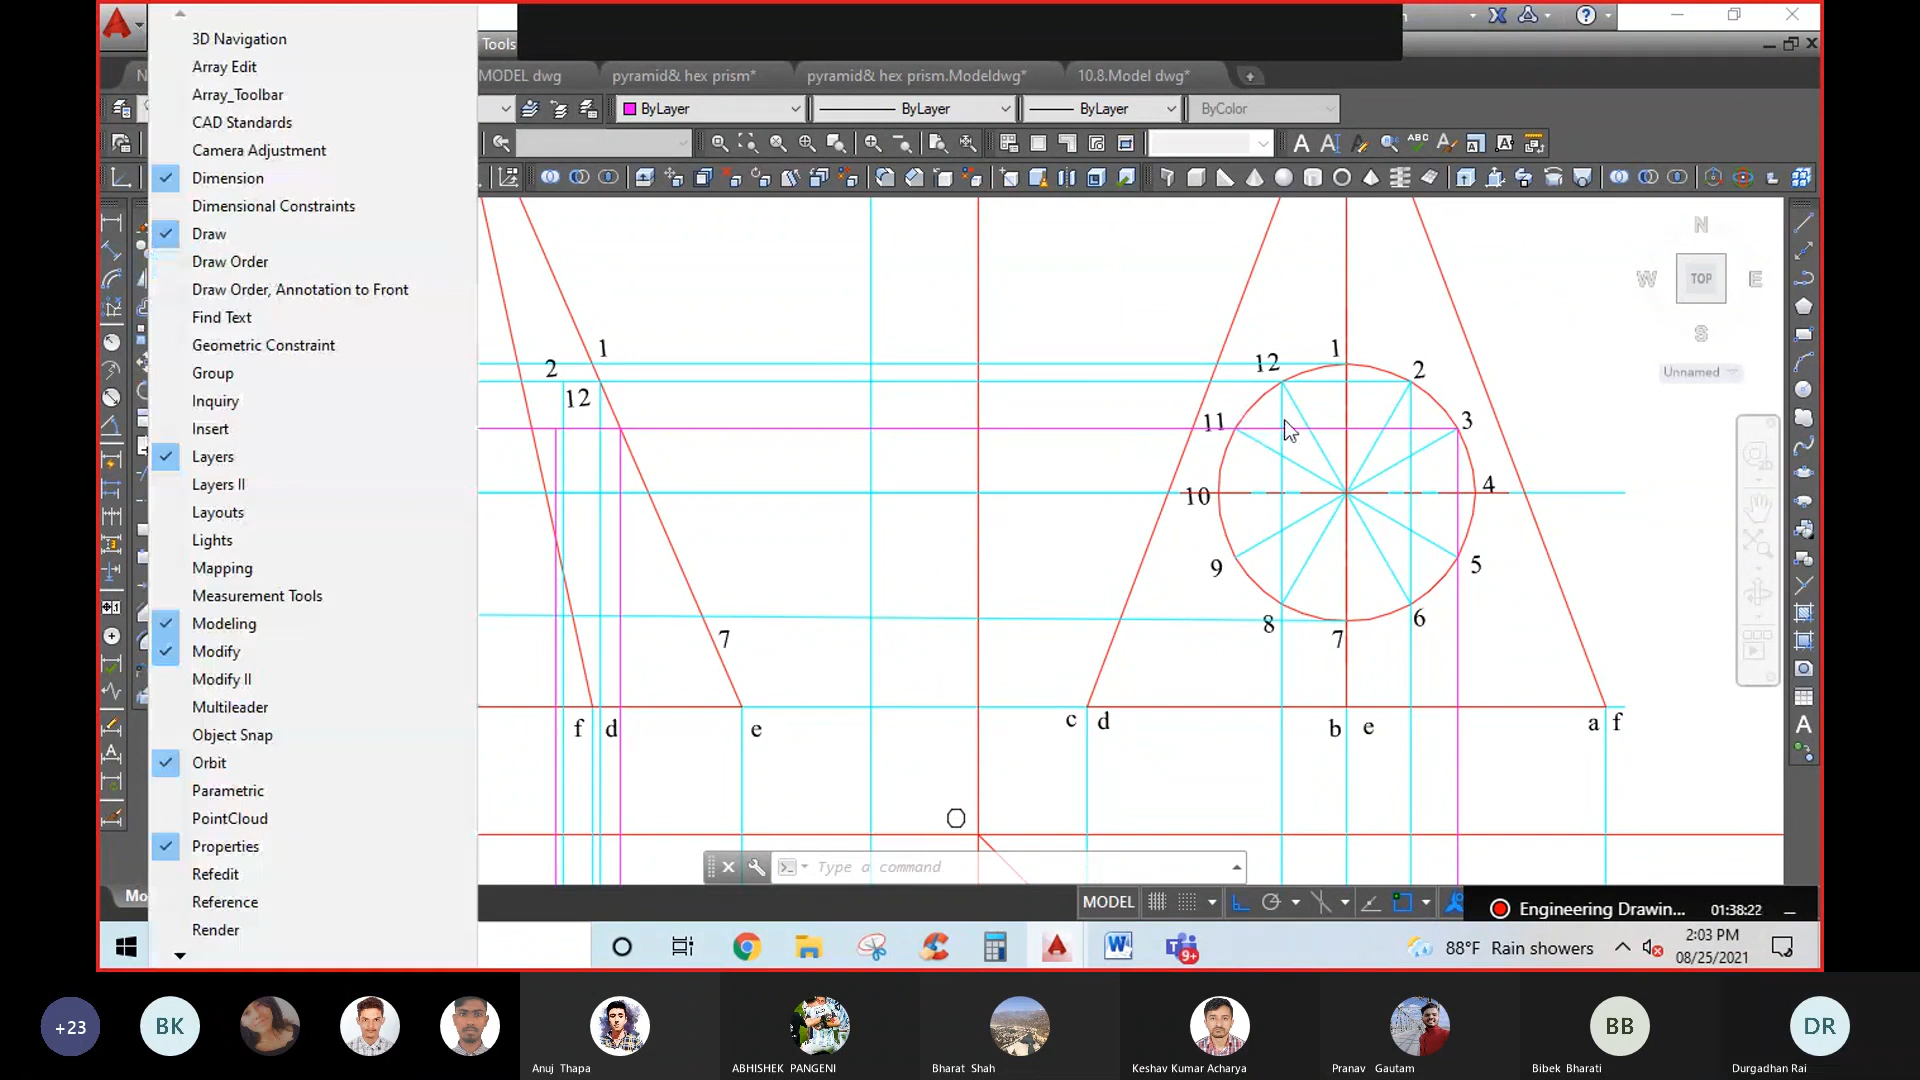 Tools
N
MODEL dwg
pyramid& hex prism*
pyramid& hex prism.Modeldwg*
10.8.Model dwg*
ByLayer
ByLayer
ByLayer
ByColor
3D Navigation
Array Edit
Array_Toolbar
CAD Standards
Camera Adjustment
Dimension
Dimensional Constraints
Draw
Draw Order
Draw Order, Annotation to Front
Find Text
Geometric Constraint
Group
Inquiry
Insert
Layers
Layers II
Layouts
Lights
Mapping
Measurement Tools
Modeling
Modify
Modify II
Multileader
Object Snap
Orbit
Parametric
PointCloud
Properties
Refedit
Reference
Render
N
W
TOP
E
S
Unnamed
1
2
12
7
f d
e
1
12
2
11
3
10
4
9
5
8
6
7
c d
b e
a f
O
Type a command
Mo
MODEL
Engineering Drawin...
01:38:22
9+
88°F Rain showers
2:03 PM
08/25/2021
+23
BK
BB
DR
Anuj Thapa
ABHISHEK PANGENI
Bharat Shah
Keshav Kumar Acharya
Pranav Gautam
Bibek Bharati
Durgadhan Rai